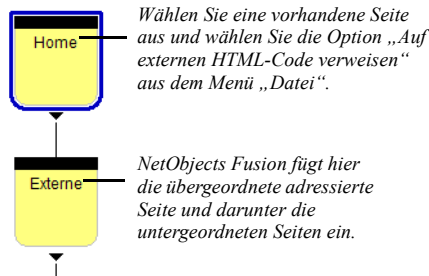 Home
Wählen Sie eine vorhandene Seite
aus und wählen Sie die Option „Auf
externen HTML-Code verweisen“
aus dem Menü „Datei“.
Externe
NetObjects Fusion fügt hier
die übergeordnete adressierte
Seite und darunter die
untergeordneten Seiten ein.